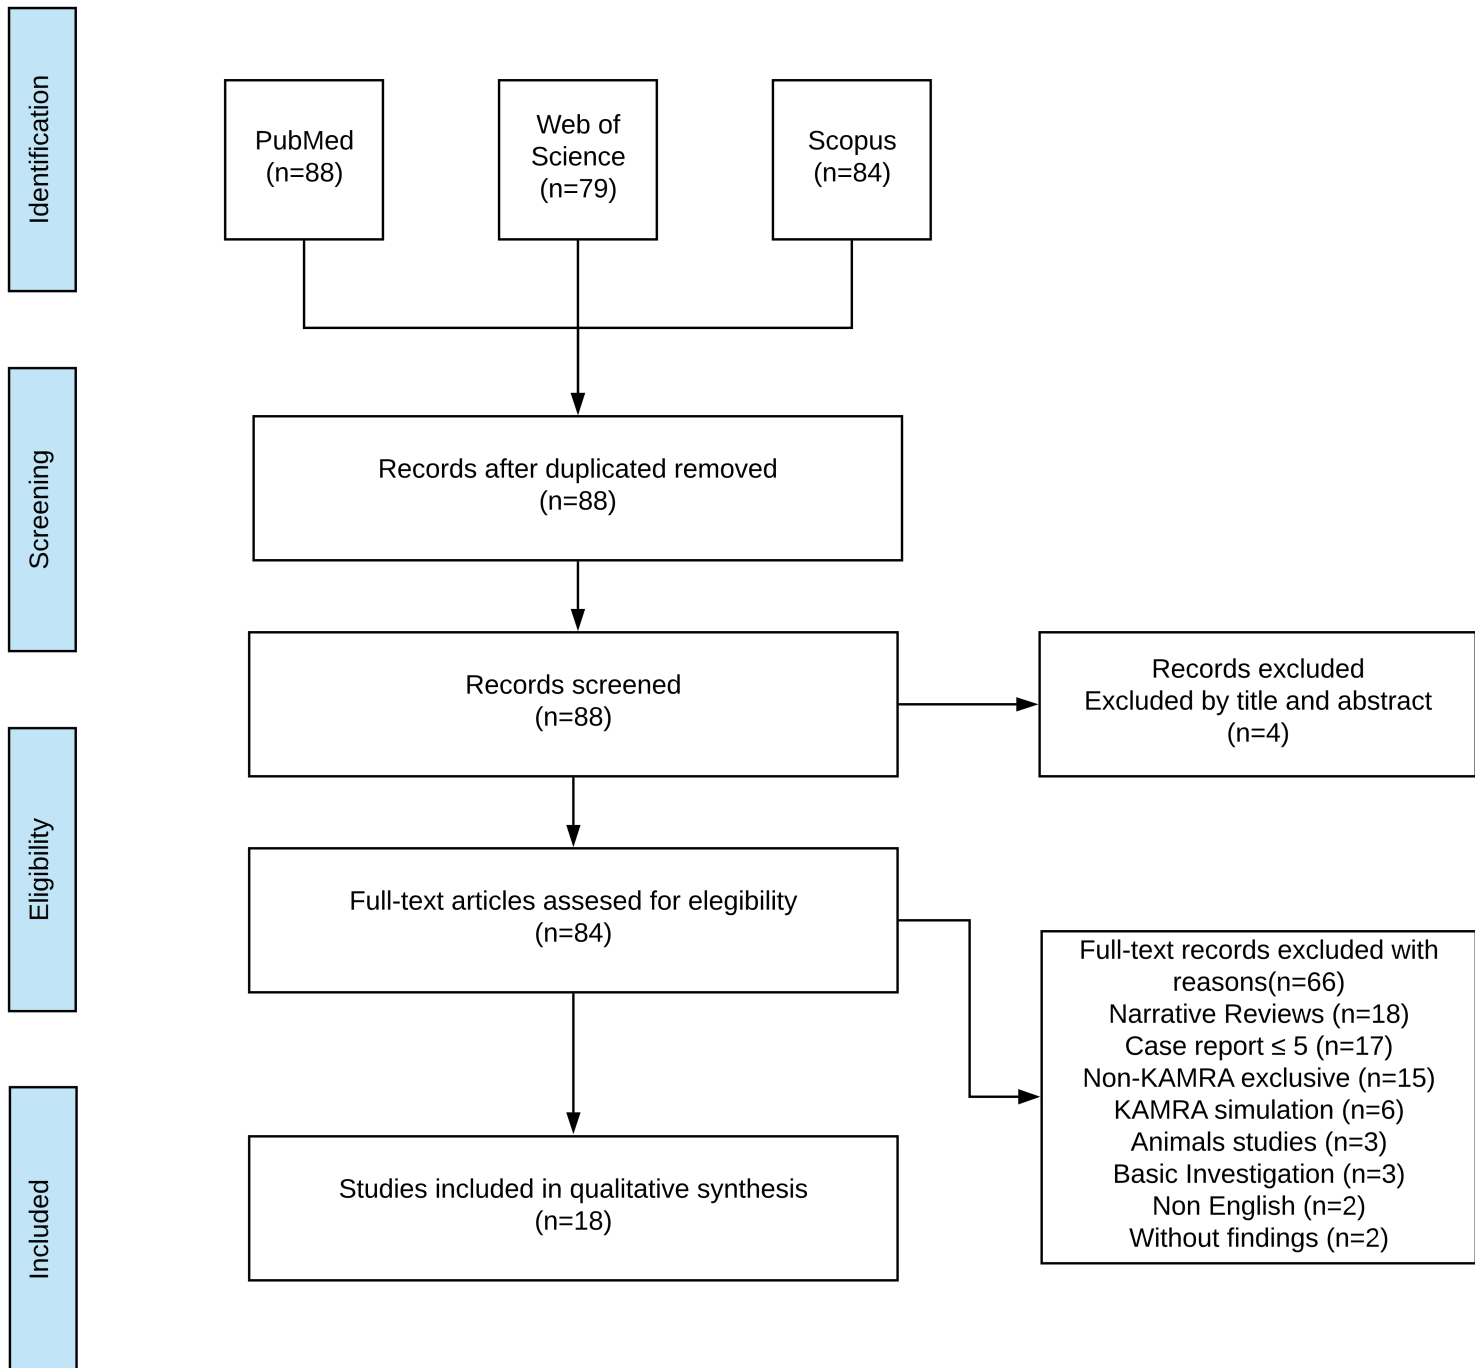 Identification
PubMed
(n=88)
Web of
Science
(n=79)
Scopus
(n=84)
Screening
Records after duplicated removed
(n=88)
Records screened
(n=88)
Records excluded
Excluded by title and abstract
(n=4)
Eligibility
Full-text articles assesed for elegibility
(n=84)
Full-text records excluded with
reasons(n=66)
Narrative Reviews (n=18)
Case report ≤ 5 (n=17)
Non-KAMRA exclusive (n=15)
KAMRA simulation (n=6)
Animals studies (n=3)
Basic Investigation (n=3)
Non English (n=2)
Without findings (n=2)
Included
Studies included in qualitative synthesis
(n=18)